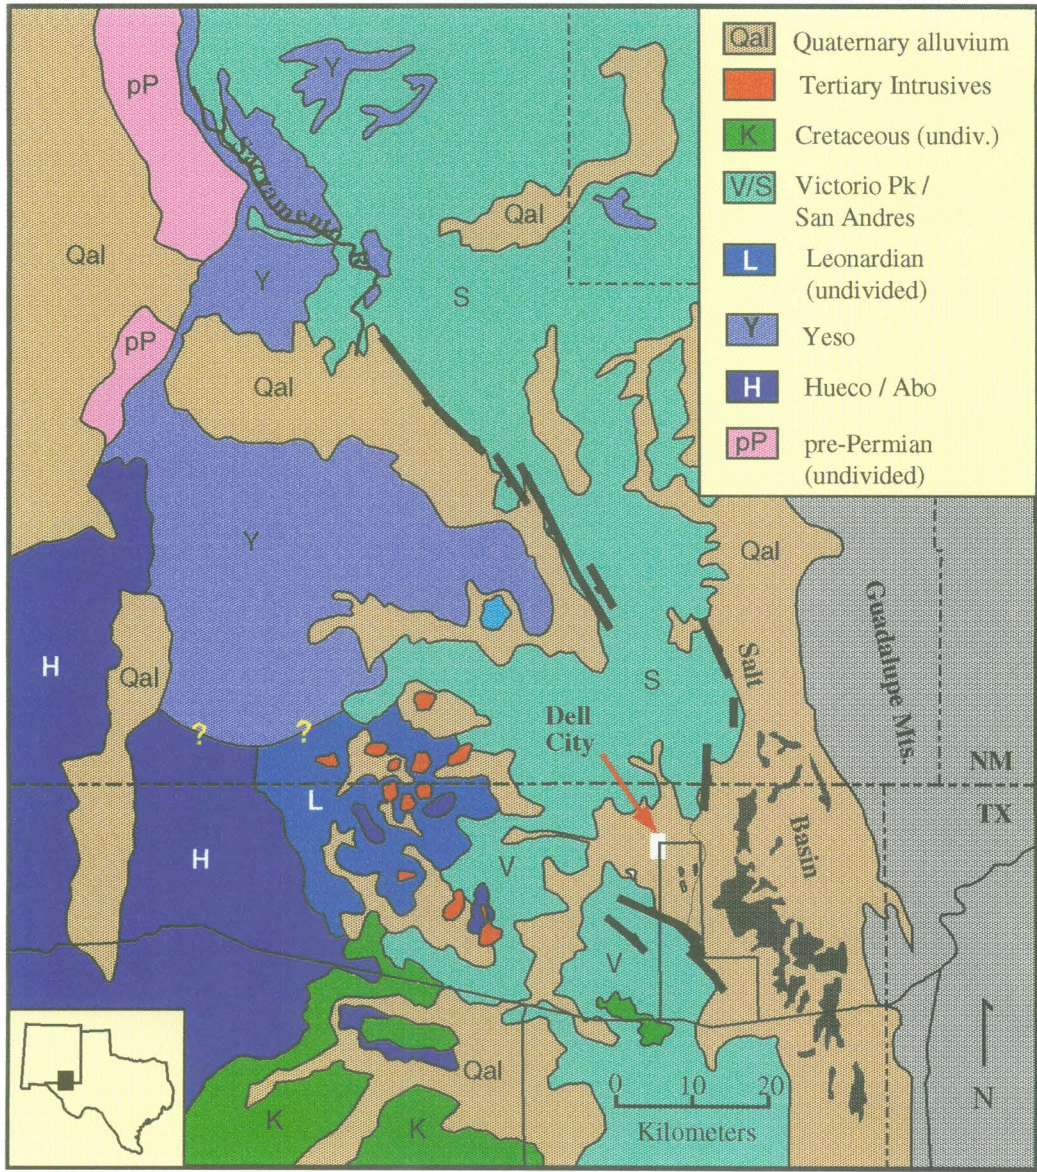 Qal Quaternary alluvium
Tertiary Intrusives
K Cretaceous (undiv.)
V/S Victorio Pk /
San Andres
L Leonardian
(undivided)
Y Yeso
H Hueco / Abo
pP pre-Permian
(undivided)
pP
Y
Sacramento
Qal
Qal
Y
S
pP
Qal
Y
Qal
Guadalupe Mts.
H
Qal
S
Salt
Dell
City
?
?
NM
L
TX
Basin
H
V
V
Qal
K
K
0 10 20
Kilometers
N